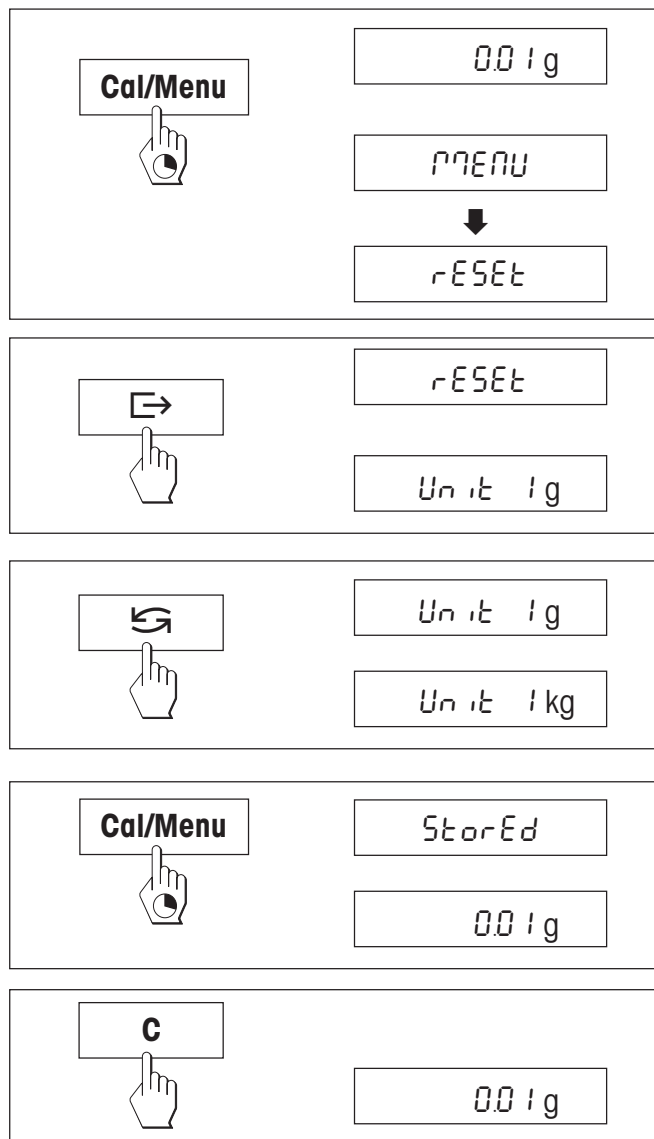 Cal/Menu
0.01 g
MENU
rESEt
rESEt
Unit 1 g
Unit 1 g
Unit 1 kg
Cal/Menu
StorEd
0.01 g
C
0.01 g